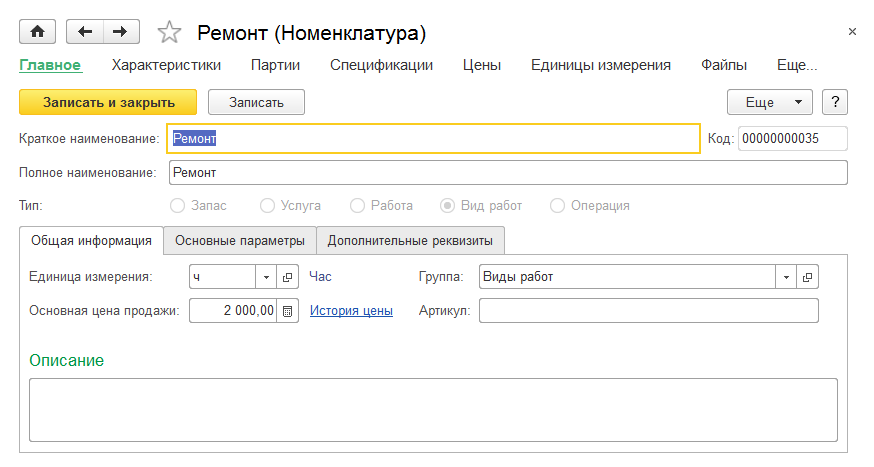 Ремонт (Номенклатура)
Главное Характеристики Партии Спецификации Цены Единицы измерения Файлы Еще...
Записать и закрыть Записать Еще ?
Краткое наименование: Ремонт Код: 00000000035
Полное наименование: Ремонт
Тип: Запас Услуга Работа Вид работ Операция
Общая информация Основные параметры Дополнительные реквизиты
Единица измерения: ч Час Группа: Виды работ
Основная цена продажи: 2 000,00 История цены Артикул:
Описание